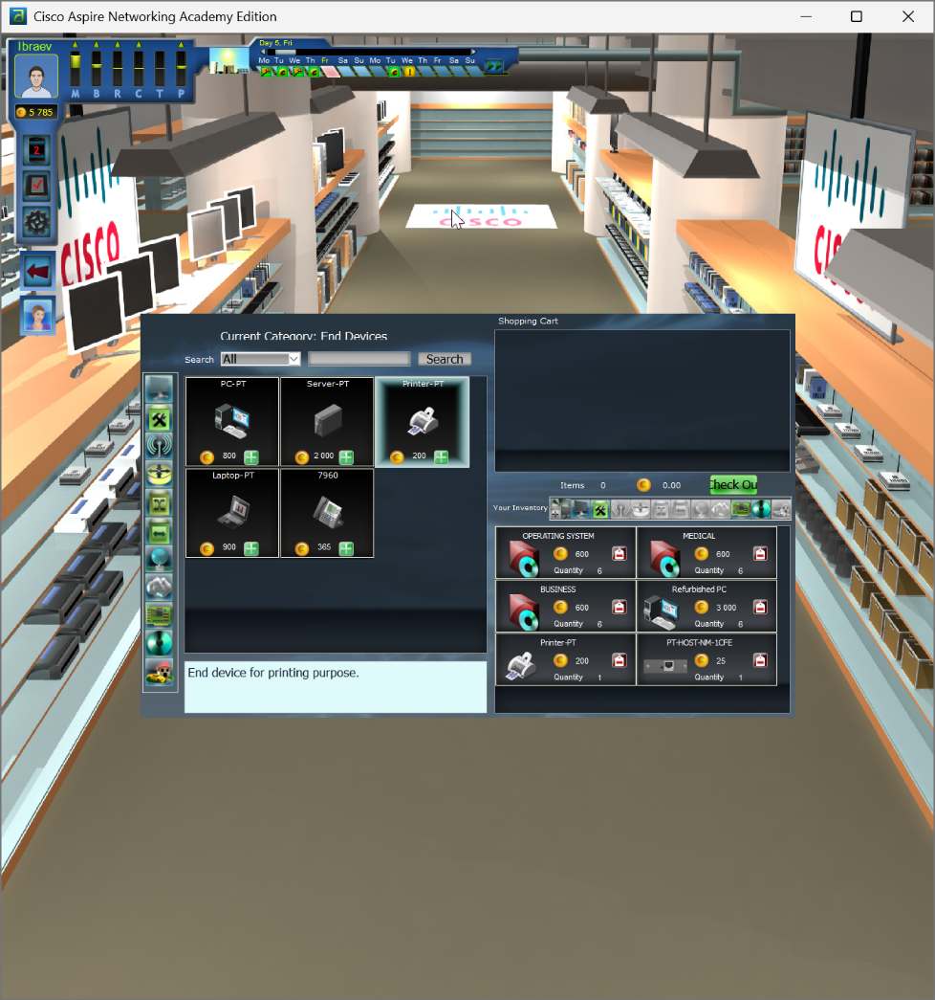 Cisco Aspire Networking Academy Edition
Ibraev
M B R C T P
5 785
Day 5, Fri
Mo Tu We Th Fr Sa Su Mo Tu We Th Fr Sa Su
2
CISCO
CISCO
CISCO
Current Category: End Devices
Search All Search
PC-PT
800
Server-PT
2 000
Printer-PT
200
Laptop-PT
900
7960
365
End device for printing purpose.
Shopping Cart
Items 0 0.00 Check Ou
Your Inventory
OPERATING SYSTEM
600
Quantity 6
MEDICAL
600
Quantity 6
BUSINESS
600
Quantity 6
Refurbished PC
3 000
Quantity 6
Printer-PT
200
Quantity 1
PT-HOST-NM-1CFE
25
Quantity 1